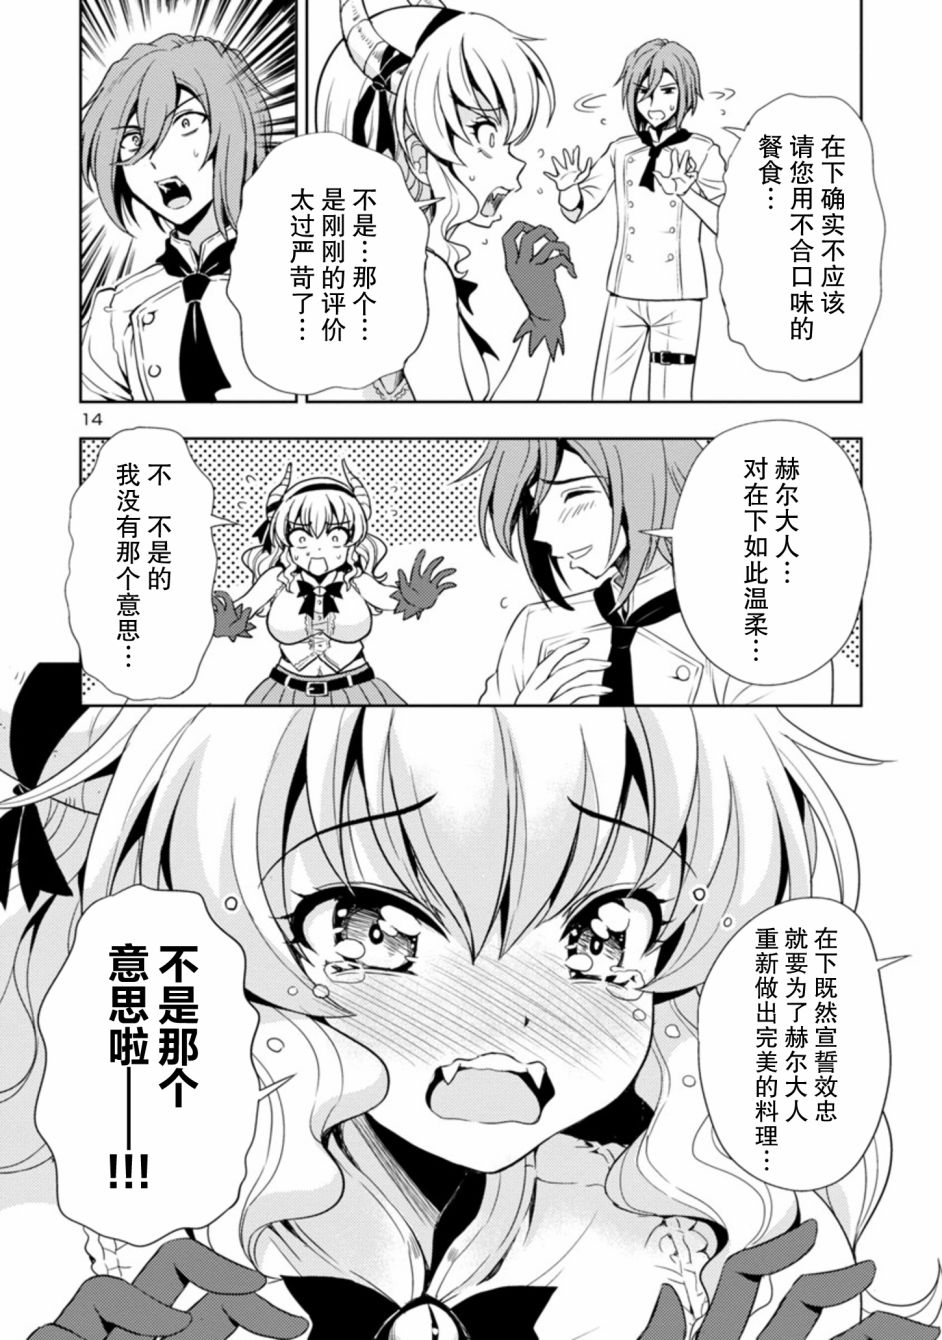 在下确实不应该
请您用不合口味的
餐食…
不是…那个…
是刚刚的评价
太过严苛了…
14
赫尔大人…
对在下如此温柔…
不 不是的
我没有那个意思…
在下既然宣誓效忠
就要为了赫尔大人
重新做出完美的料理…
不是那个
意思啦——!!!